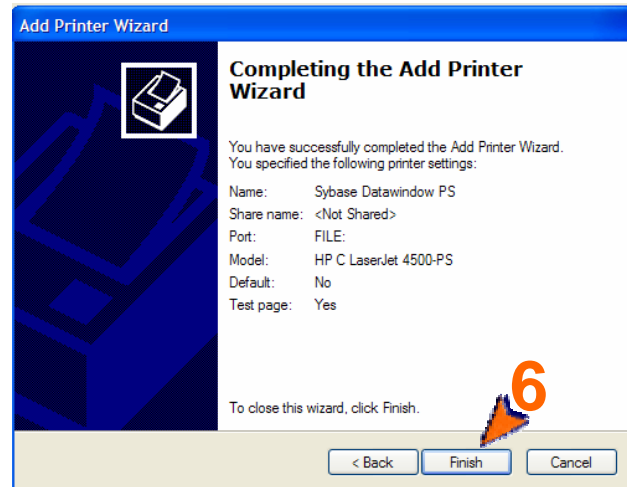 Add Printer Wizard
Completing the Add Printer
Wizard
You have successfully completed the Add Printer Wizard.
You specified the following printer settings:
Name: Sybase Datawindow PS
Share name: <Not Shared>
Port: FILE:
Model: HP C LaserJet 4500-PS
Default: No
Test page: Yes
6
To close this wizard, click Finish.
< Back Finish Cancel